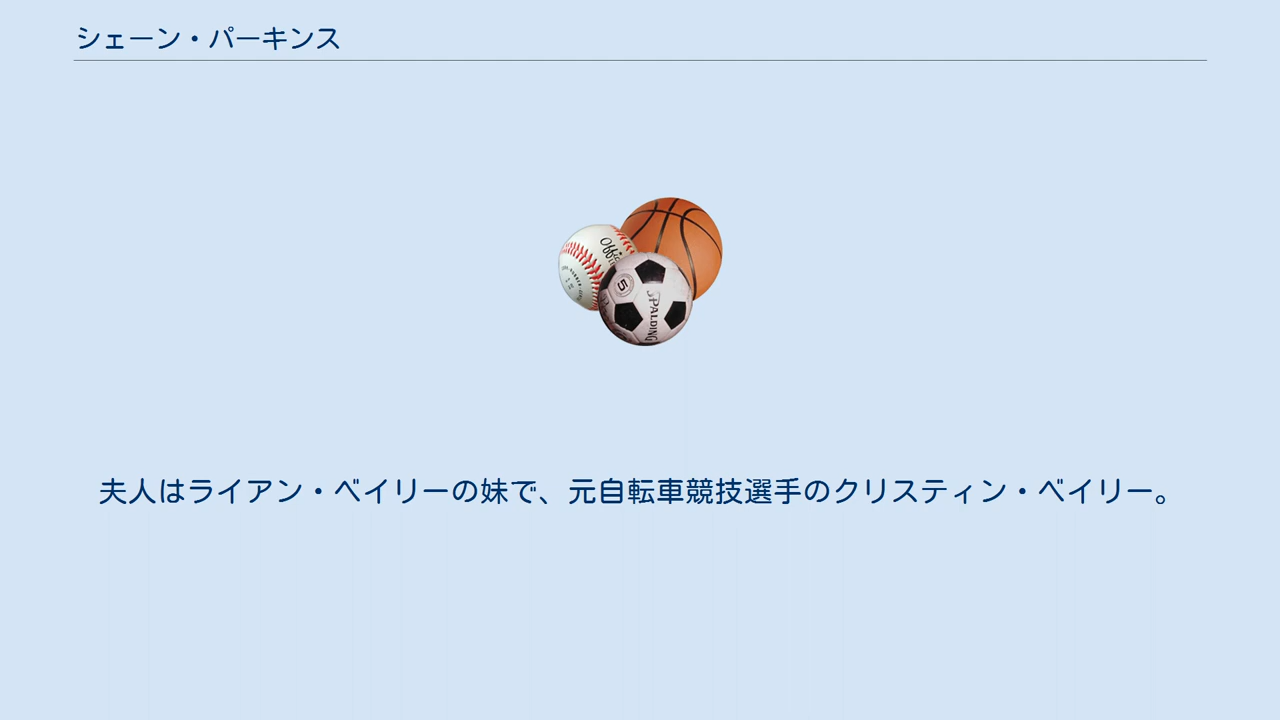 シェーン・パーキンス
Offi
5
SPALDING
夫人はライアン・ベイリーの妹で、元自転車競技選手のクリスティン・ベイリー。